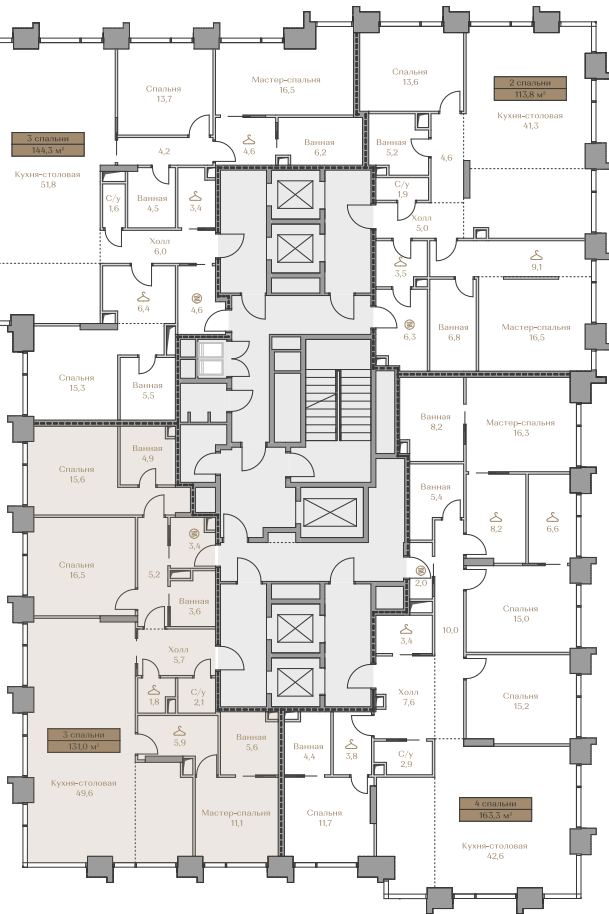 Спальня
13,7
Мастер-спальня
16,5
Спальня
13,6
2 спальни
113,8 м²
Кухня-столовая
41,3
3 спальни
144,3 м²
Кухня-столовая
51,8
4,2
4,6
Ванная
6,2
Ванная
5,2
4,6
С/у
1,6
Ванная
4,5
3,4
С/у
1,9
Холл
5,0
Холл
6,0
3,5
9,1
6,4
4,6
6,3
Ванная
6,8
Мастер-спальня
16,5
Спальня
15,3
Ванная
5,5
Ванная
8,2
Мастер-спальня
16,3
Ванная
4,9
Спальня
15,6
Ванная
5,4
8,2
6,6
3,4
Спальня
16,5
5,2
2,0
Ванная
3,6
Спальня
15,0
3,4
10,0
Холл
5,7
1,8
С/у
2,1
Холл
7,6
Спальня
15,2
3 спальни
131,0 м²
5,9
Ванная
5,6
Ванная
4,4
3,8
С/у
2,9
Кухня-столовая
49,6
Мастер-спальня
11,1
Спальня
11,7
4 спальни
163,3 м²
Кухня-столовая
42,6